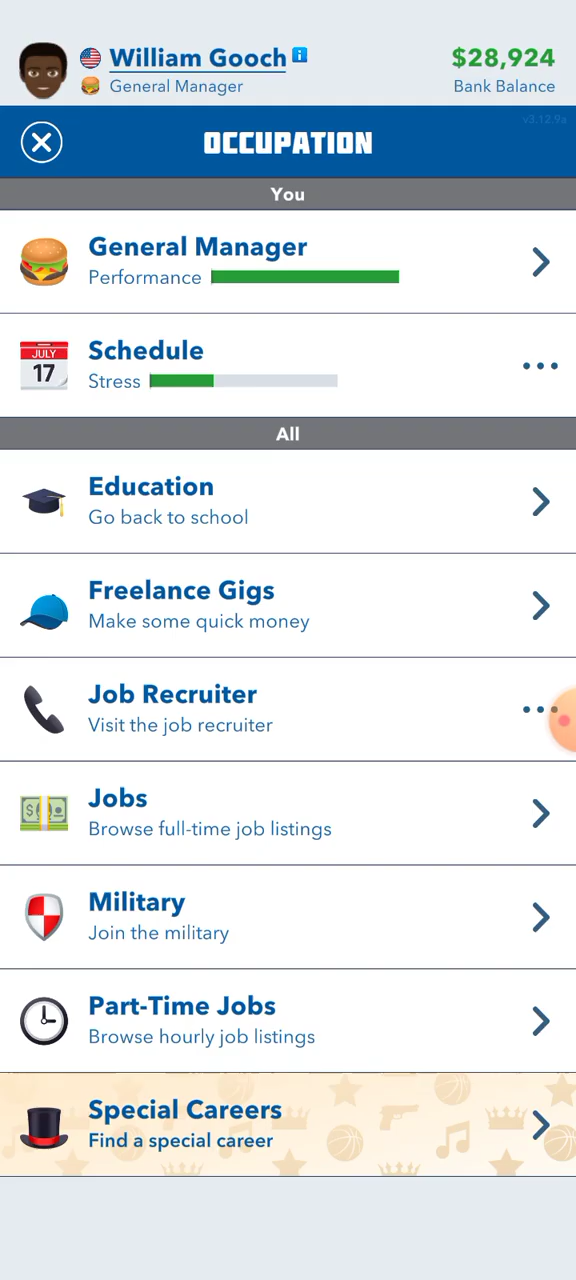 William Gooch
General Manager
$28,924
Bank Balance
v3.12.9a
OCCUPATION
You
General Manager
Performance
JULY
17
Schedule
Stress
All
Education
Go back to school
Freelance Gigs
Make some quick money
Job Recruiter
Visit the job recruiter
Jobs
Browse full-time job listings
Military
Join the military
Part-Time Jobs
Browse hourly job listings
Special Careers
Find a special career